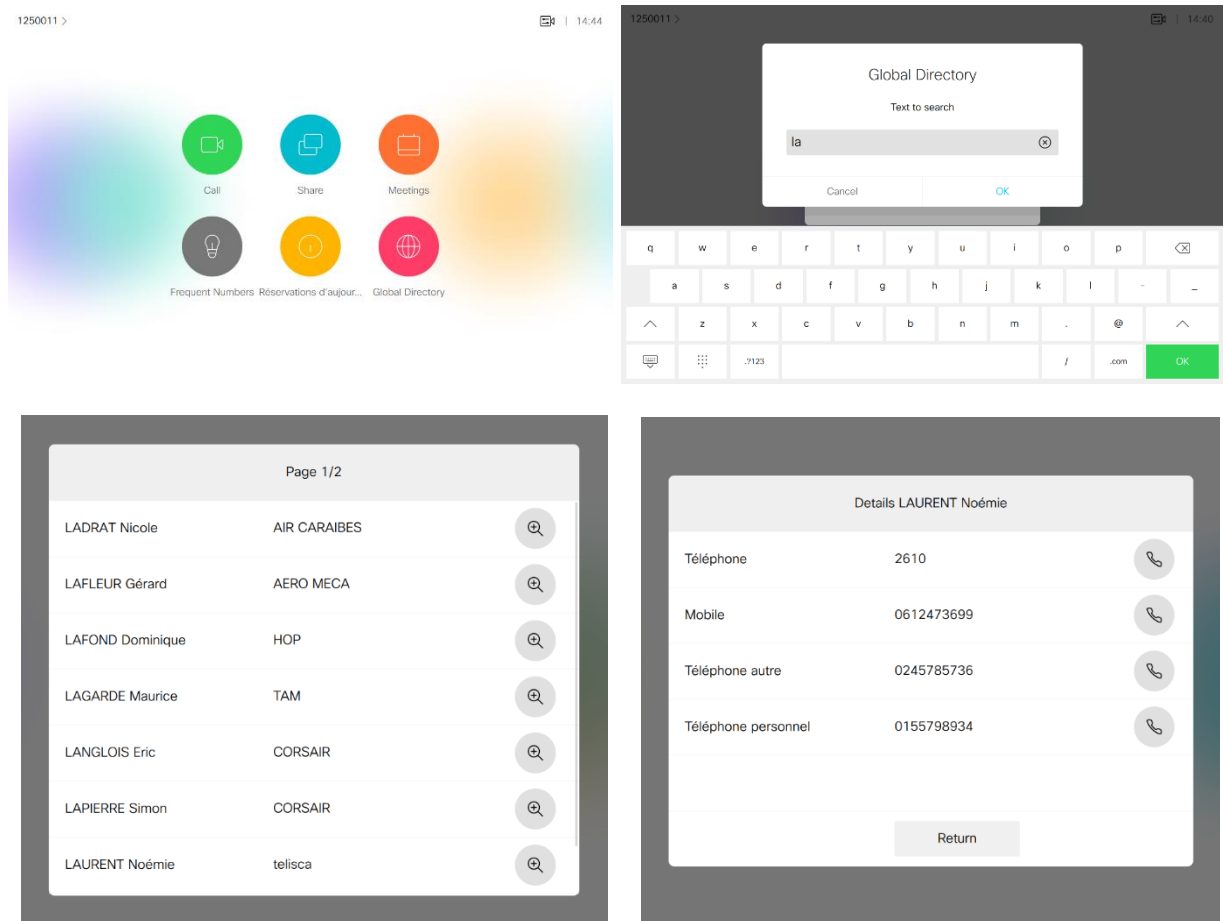 1250011 >
14:44
Call
Share
Meetings
Frequent Numbers
Réservations d'aujour...
Global Directory
1250011 >
14:40
Global Directory
Text to search
la
Cancel
OK
q w e r t y u i o p
a s d f g h j k l - _
z x c v b n m . @
.?123 / .com OK
Page 1/2
LADRAT Nicole AIR CARAIBES
LAFLEUR Gérard AERO MECA
LAFOND Dominique HOP
LAGARDE Maurice TAM
LANGLOIS Eric CORSAIR
LAPIERRE Simon CORSAIR
LAURENT Noémie telisca
Details LAURENT Noémie
Téléphone 2610
Mobile 0612473699
Téléphone autre 0245785736
Téléphone personnel 0155798934
Return